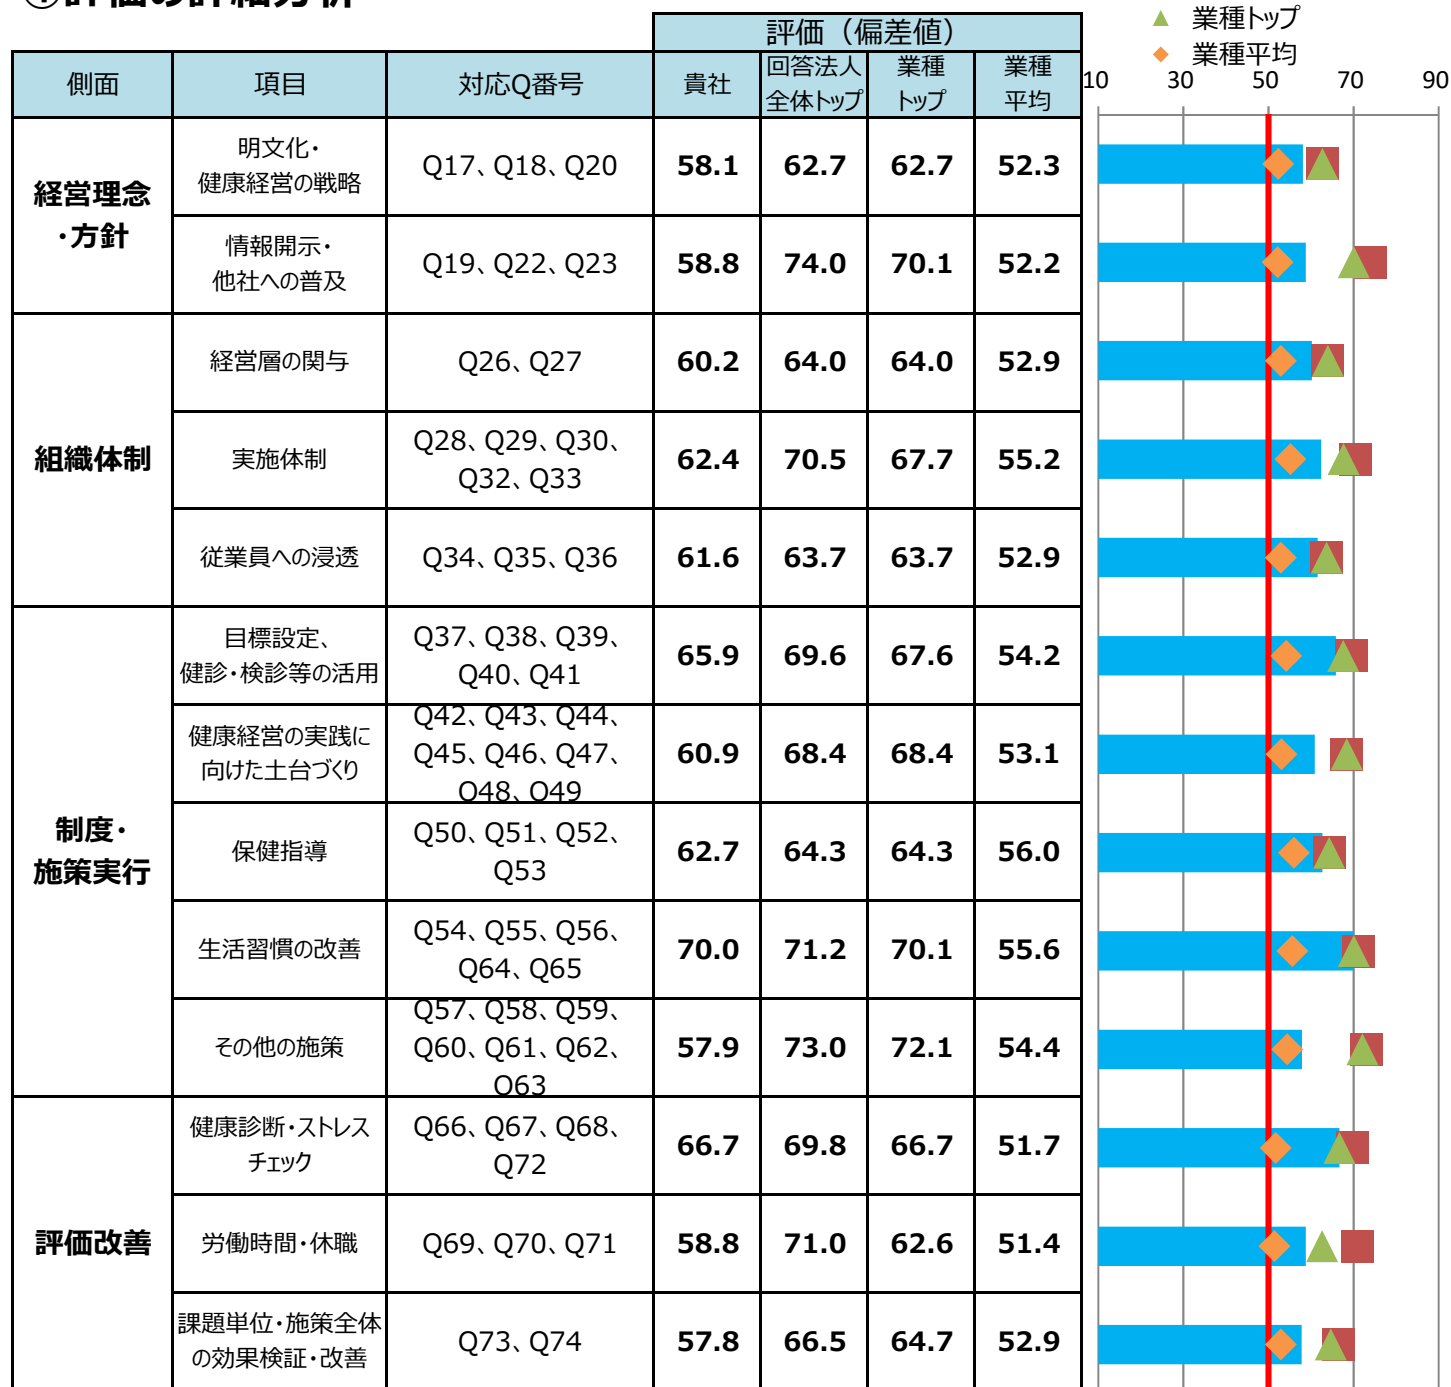 ①評価の詳細分析
業種トップ
業種平均
評価（偏差値）
側面 項目 対応Q番号 貴社 回答法人全体トップ 業種トップ 業種平均
10 30 50 70 90
経営理念・方針
明文化・健康経営の戦略 Q17、Q18、Q20 58.1 62.7 62.7 52.3
情報開示・他社への普及 Q19、Q22、Q23 58.8 74.0 70.1 52.2
組織体制
経営層の関与 Q26、Q27 60.2 64.0 64.0 52.9
実施体制 Q28、Q29、Q30、Q32、Q33 62.4 70.5 67.7 55.2
従業員への浸透 Q34、Q35、Q36 61.6 63.7 63.7 52.9
制度・施策実行
目標設定、健診・検診等の活用 Q37、Q38、Q39、Q40、Q41 65.9 69.6 67.6 54.2
健康経営の実践に向けた土台づくり Q42、Q43、Q44、Q45、Q46、Q47、Q48、Q49 60.9 68.4 68.4 53.1
保健指導 Q50、Q51、Q52、Q53 62.7 64.3 64.3 56.0
生活習慣の改善 Q54、Q55、Q56、Q64、Q65 70.0 71.2 70.1 55.6
その他の施策 Q57、Q58、Q59、Q60、Q61、Q62、Q63 57.9 73.0 72.1 54.4
評価改善
健康診断・ストレスチェック Q66、Q67、Q68、Q72 66.7 69.8 66.7 51.7
労働時間・休職 Q69、Q70、Q71 58.8 71.0 62.6 51.4
課題単位・施策全体の効果検証・改善 Q73、Q74 57.8 66.5 64.7 52.9